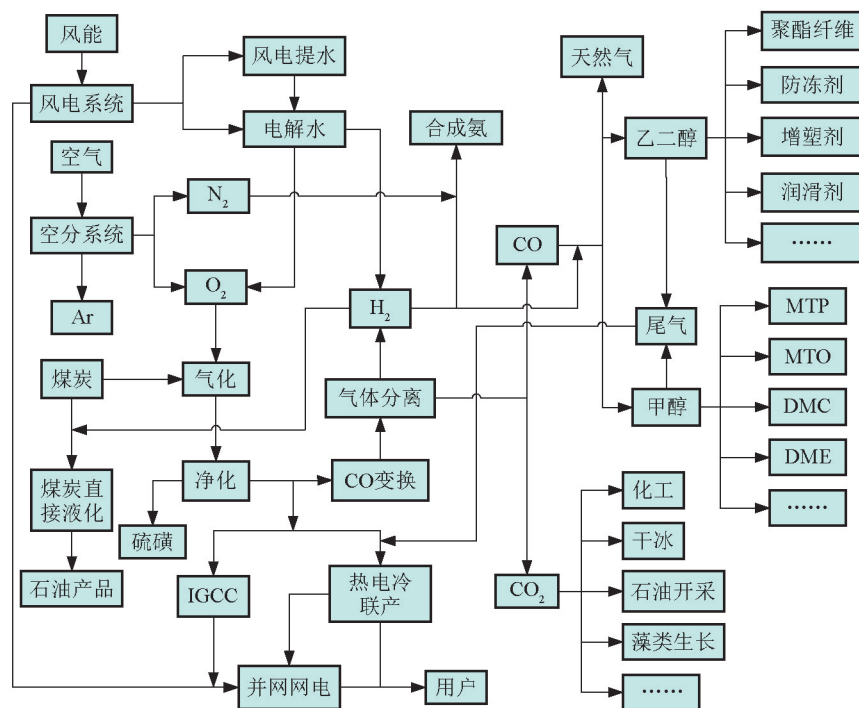 风能
风电系统
风电提水
电解水
空气
空分系统
N₂
O₂
Ar
合成氨
H₂
煤炭
气化
气体分离
净化
CO变换
硫磺
煤炭直
接液化
石油产品
IGCC
热电冷
联产
并网网电
用户
天然气
CO
乙二醇
尾气
甲醇
聚酯纤维
防冻剂
增塑剂
润滑剂
……
MTP
MTO
DMC
DME
……
CO₂
化工
干冰
石油开采
藻类生长
……